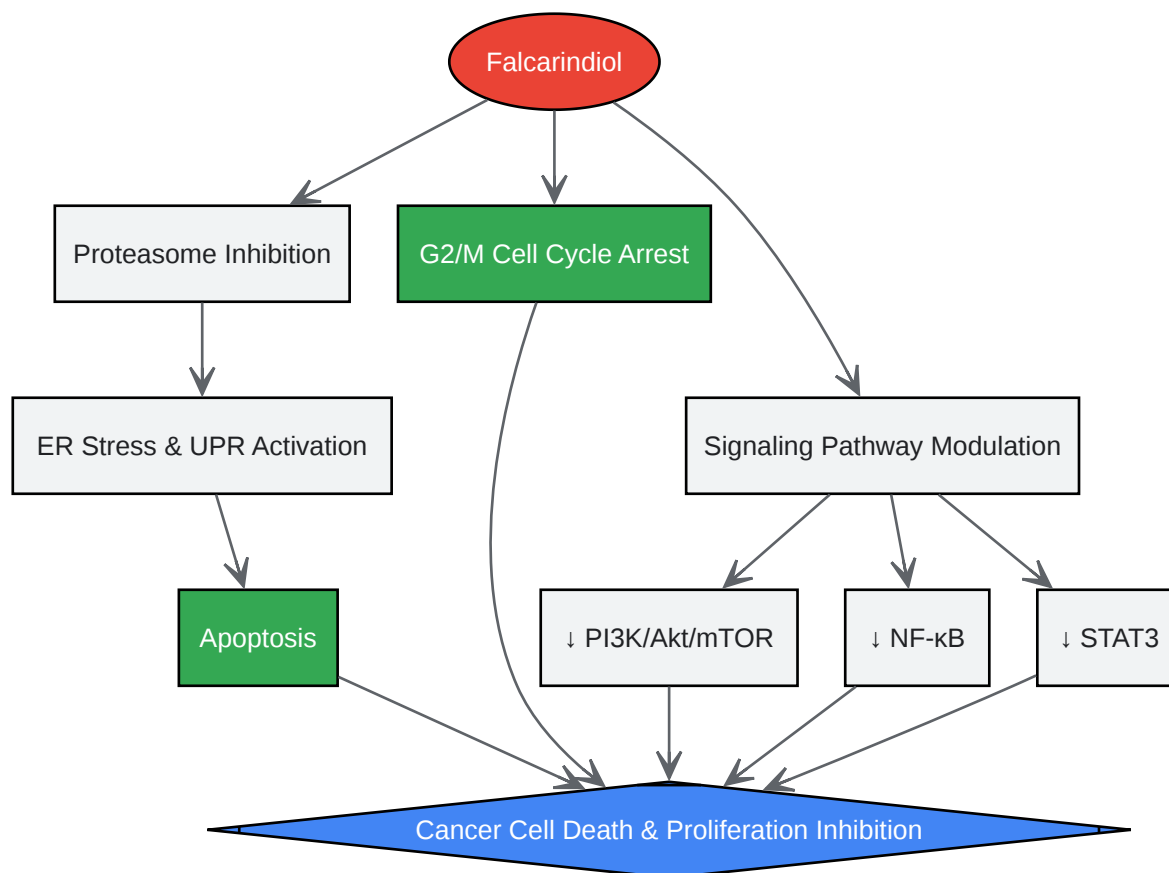 Falcarindiol
Proteasome Inhibition
G2/M Cell Cycle Arrest
ER Stress & UPR Activation
Signaling Pathway Modulation
Apoptosis
↓ PI3K/Akt/mTOR
↓ NF-κB
↓ STAT3
Cancer Cell Death & Proliferation Inhibition